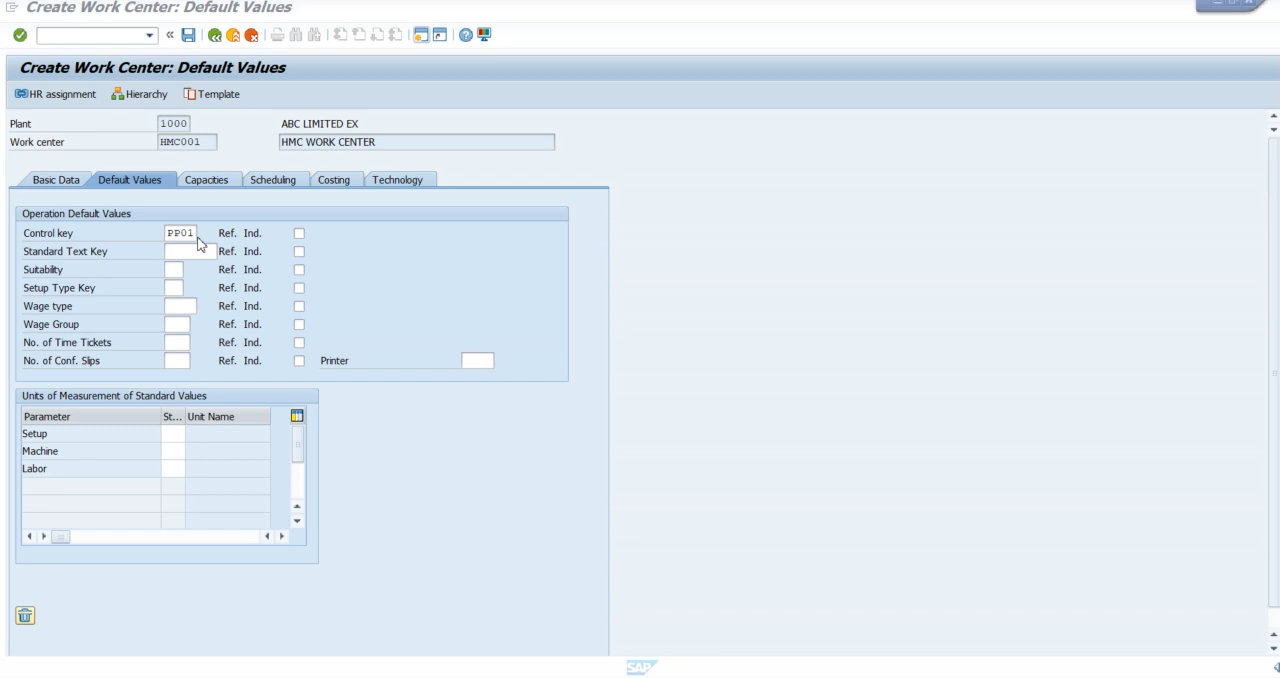 Create Work Center: Default Values
Create Work Center: Default Values
HR assignment Hierarchy Template
Plant 1000 ABC LIMITED EX
Work center HMC001 HMC WORK CENTER
Basic Data Default Values Capacities Scheduling Costing Technology
Operation Default Values
Control key PP01 Ref. Ind.
Standard Text Key Ref. Ind.
Suitability Ref. Ind.
Setup Type Key Ref. Ind.
Wage type Ref. Ind.
Wage Group Ref. Ind.
No. of Time Tickets Ref. Ind.
No. of Conf. Slips Ref. Ind. Printer
Units of Measurement of Standard Values
Parameter St... Unit Name
Setup
Machine
Labor
SAP